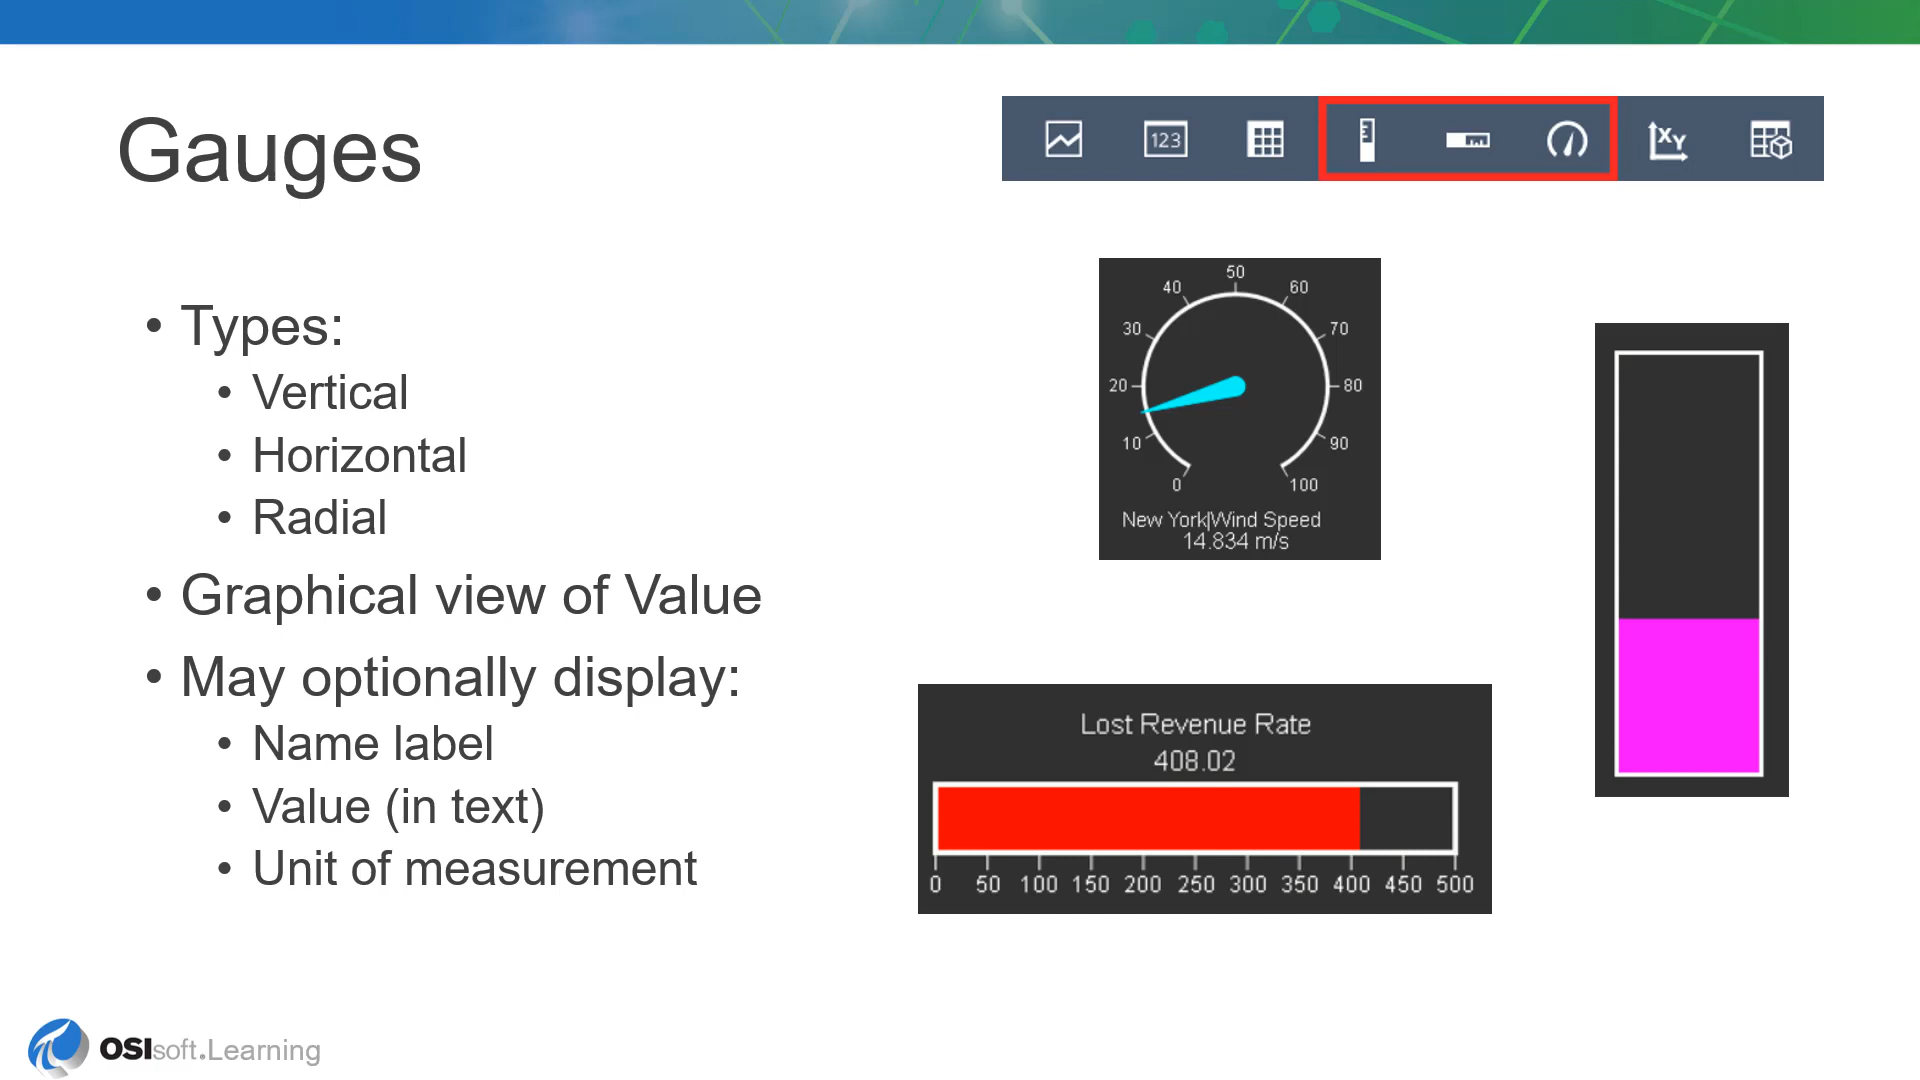 Gauges
123
XY
• Types:
• Vertical
• Horizontal
• Radial
• Graphical view of Value
• May optionally display:
• Name label
• Value (in text)
• Unit of measurement
50
40 60
30 70
20 80
10 90
0 100
New York|Wind Speed
14.834 m/s
Lost Revenue Rate
408.02
0 50 100 150 200 250 300 350 400 450 500
OSIsoft.Learning